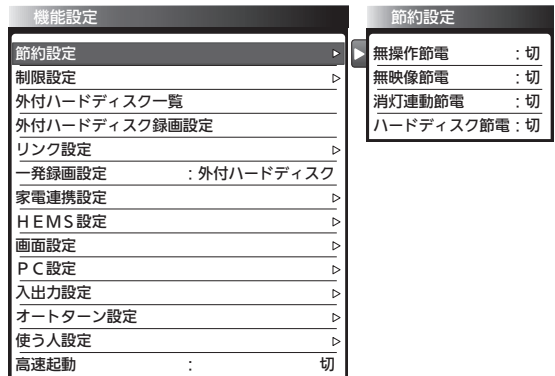 機能設定
節約設定
制限設定
外付ハードディスク一覧
外付ハードディスク録画設定
リンク設定
一発録画設定 : 外付ハードディスク
家電連携設定
ＨＥＭＳ設定
画面設定
ＰＣ設定
入出力設定
オートターン設定
使う人設定
高速起動 : 切
節約設定
無操作節電 : 切
無映像節電 : 切
消灯連動節電 : 切
ハードディスク節電 : 切